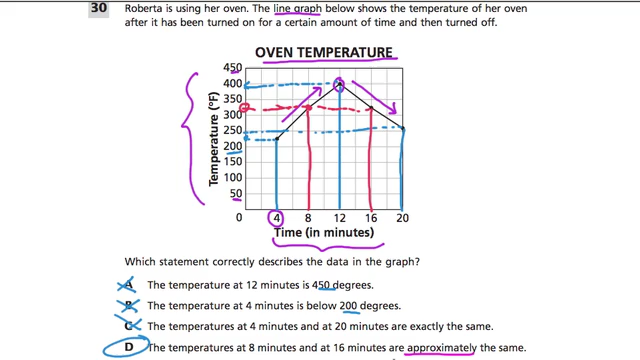 30 Roberta is using her oven. The line graph below shows the temperature of her oven
after it has been turned on for a certain amount of time and then turned off.
OVEN TEMPERATURE
Temperature (°F)
450
400
350
300
250
200
150
100
50
0 4 8 12 16 20
Time (in minutes)
Which statement correctly describes the data in the graph?
A The temperature at 12 minutes is 450 degrees.
B The temperature at 4 minutes is below 200 degrees.
C The temperatures at 4 minutes and at 20 minutes are exactly the same.
D The temperatures at 8 minutes and at 16 minutes are approximately the same.